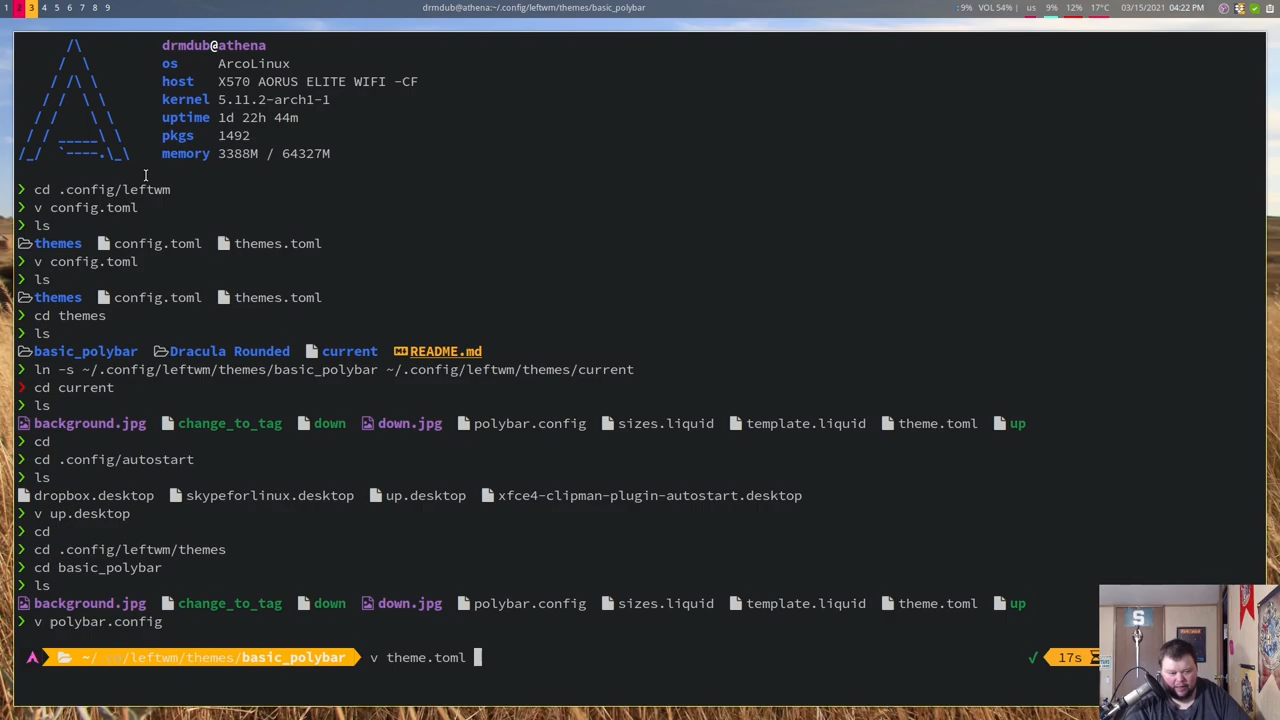 1 2 3 4 5 6 7 8 9 drmdub@athena:~/.config/leftwm/themes/basic_polybar 9% VOL 54% us 9% 12% 17°C 03/15/2021 04:22 PM
drmdub@athena
os ArcoLinux
host X570 AORUS ELITE WIFI -CF
kernel 5.11.2-arch1-1
uptime 1d 22h 44m
pkgs 1492
memory 3388M / 64327M
❯ cd .config/leftwm
❯ v config.toml
❯ ls
themes config.toml themes.toml
❯ v config.toml
❯ ls
themes config.toml themes.toml
❯ cd themes
❯ ls
basic_polybar Dracula Rounded current README.md
❯ ln -s ~/.config/leftwm/themes/basic_polybar ~/.config/leftwm/themes/current
❯ cd current
❯ ls
background.jpg change_to_tag down down.jpg polybar.config sizes.liquid template.liquid theme.toml up
❯ cd
❯ cd .config/autostart
❯ ls
dropbox.desktop skypeforlinux.desktop up.desktop xfce4-clipman-plugin-autostart.desktop
❯ v up.desktop
❯ cd
❯ cd .config/leftwm/themes
❯ cd basic_polybar
❯ ls
background.jpg change_to_tag down down.jpg polybar.config sizes.liquid template.liquid theme.toml up
❯ v polybar.config
~/ /leftwm/themes/basic_polybar v theme.toml ✓ 17s
S